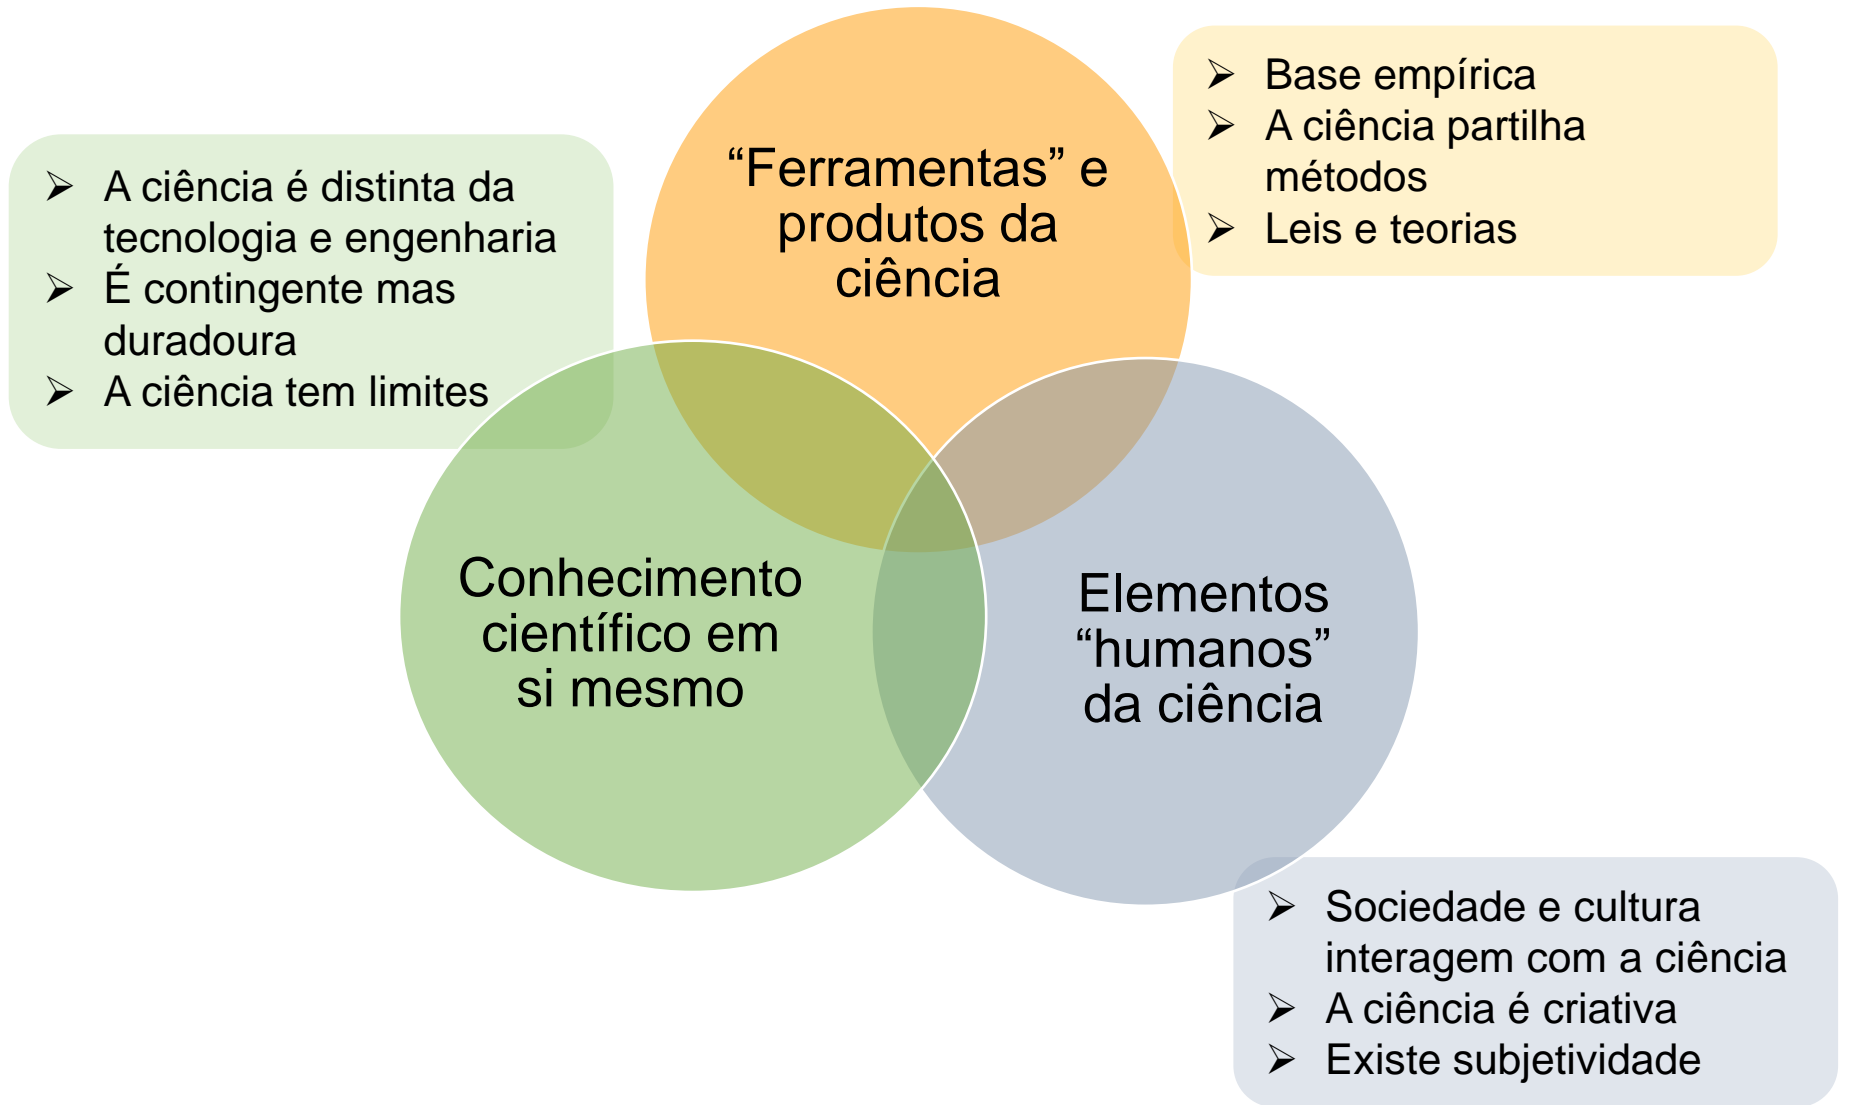 “Ferramentas” e
produtos da
ciência
➢ Base empírica
➢ A ciência partilha
métodos
➢ Leis e teorias
➢ A ciência é distinta da
tecnologia e engenharia
➢ É contingente mas
duradoura
➢ A ciência tem limites
Conhecimento
científico em
si mesmo
Elementos
“humanos”
da ciência
➢ Sociedade e cultura
interagem com a ciência
➢ A ciência é criativa
➢ Existe subjetividade